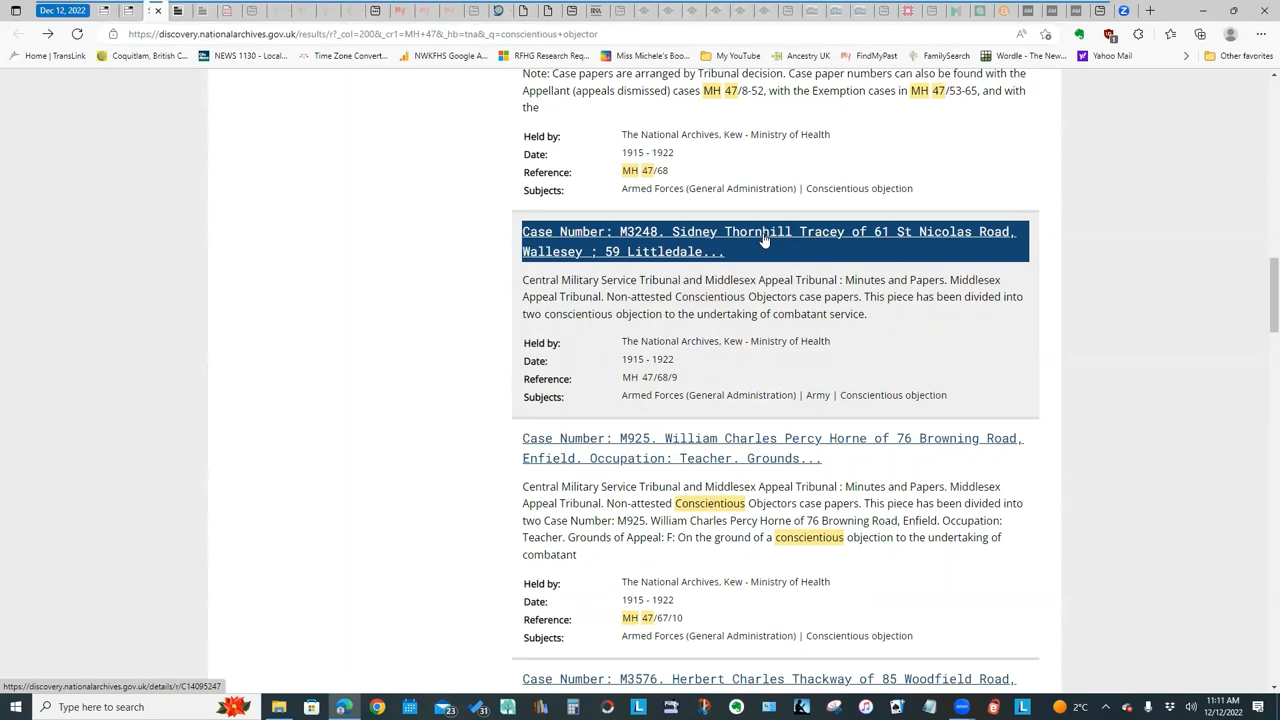 Dec 12, 2022
https://discovery.nationalarchives.gov.uk/results/r?_col=200&_cr1=MH+47&_hb=tna&_q=conscientious+objector
Home | TransLink
Coquitlam, British C...
NEWS 1130 - Local...
Time Zone Convert...
NWKFHS Google A...
RFHG Research Req...
Miss Michele's Boo...
My YouTube
Ancestry UK
FindMyPast
FamilySearch
Wordle - The New...
Yahoo Mail
Other favorites
Note: Case papers are arranged by Tribunal decision. Case paper numbers can also be found with the
Appellant (appeals dismissed) cases MH 47/8-52, with the Exemption cases in MH 47/53-65, and with
the
Held by: The National Archives, Kew - Ministry of Health
Date: 1915 - 1922
Reference: MH 47/68
Subjects: Armed Forces (General Administration) | Conscientious objection
Case Number: M3248. Sidney Thornhill Tracey of 61 St Nicolas Road,
Wallesey ; 59 Littledale...
Central Military Service Tribunal and Middlesex Appeal Tribunal : Minutes and Papers. Middlesex
Appeal Tribunal. Non-attested Conscientious Objectors case papers. This piece has been divided into
two conscientious objection to the undertaking of combatant service.
Held by: The National Archives, Kew - Ministry of Health
Date: 1915 - 1922
Reference: MH 47/68/9
Subjects: Armed Forces (General Administration) | Army | Conscientious objection
Case Number: M925. William Charles Percy Horne of 76 Browning Road,
Enfield. Occupation: Teacher. Grounds...
Central Military Service Tribunal and Middlesex Appeal Tribunal : Minutes and Papers. Middlesex
Appeal Tribunal. Non-attested Conscientious Objectors case papers. This piece has been divided into
two Case Number: M925. William Charles Percy Horne of 76 Browning Road, Enfield. Occupation:
Teacher. Grounds of Appeal: F: On the ground of a conscientious objection to the undertaking of
combatant
Held by: The National Archives, Kew - Ministry of Health
Date: 1915 - 1922
Reference: MH 47/67/10
Subjects: Armed Forces (General Administration) | Conscientious objection
Case Number: M3576. Herbert Charles Thackway of 85 Woodfield Road,
https://discovery.nationalarchives.gov.uk/details/r/C14095247
Type here to search
23
31
2°C
11:11 AM
12/12/2022